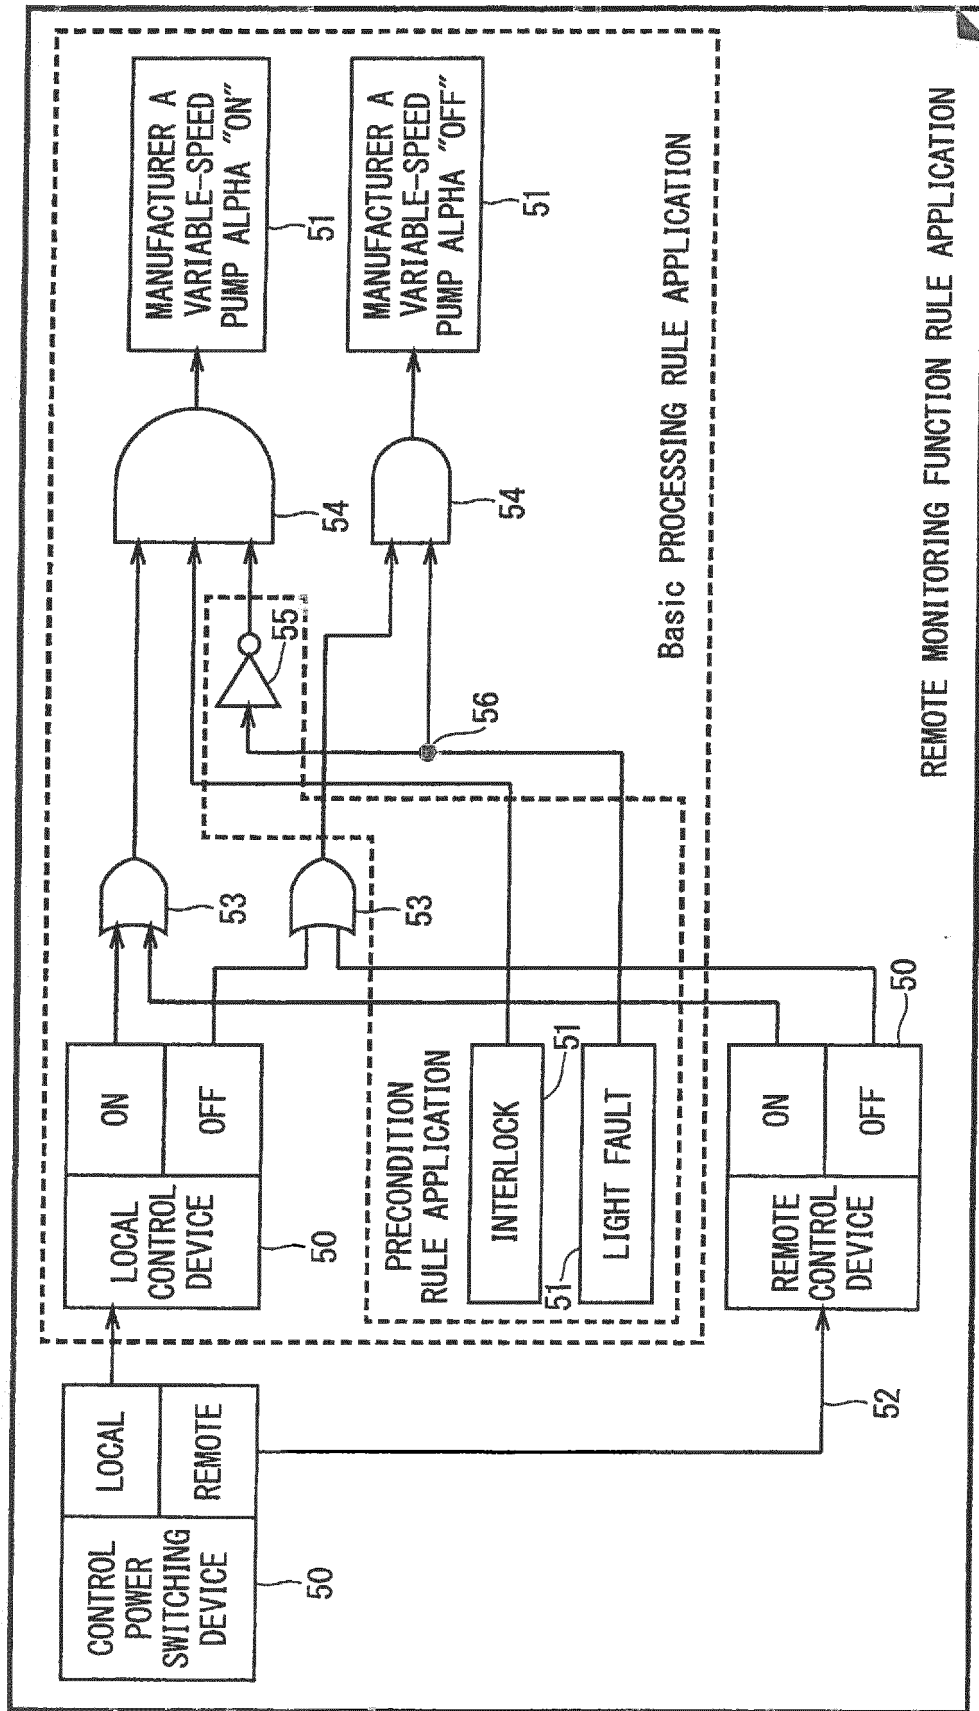 CONTROL
POWER
SWITCHING
DEVICE
LOCAL
REMOTE
50
LOCAL
CONTROL
DEVICE
ON
OFF
50
53
53
54
54
55
56
MANUFACTURER A
VARIABLE-SPEED
PUMP ALPHA "ON"
51
MANUFACTURER A
VARIABLE-SPEED
PUMP ALPHA "OFF"
51
PRECONDITION
RULE APPLICATION
INTERLOCK
51
LIGHT FAULT
51
Basic PROCESSING RULE APPLICATION
52
REMOTE
CONTROL
DEVICE
ON
OFF
50
REMOTE MONITORING FUNCTION RULE APPLICATION